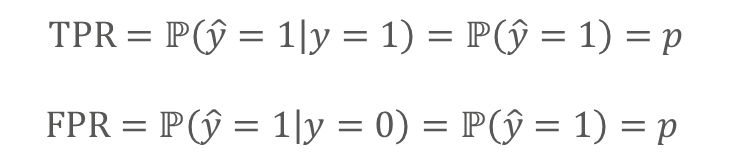 TPR = ℙ(ŷ = 1|y = 1) = ℙ(ŷ = 1) = p
FPR = ℙ(ŷ = 1|y = 0) = ℙ(ŷ = 1) = p